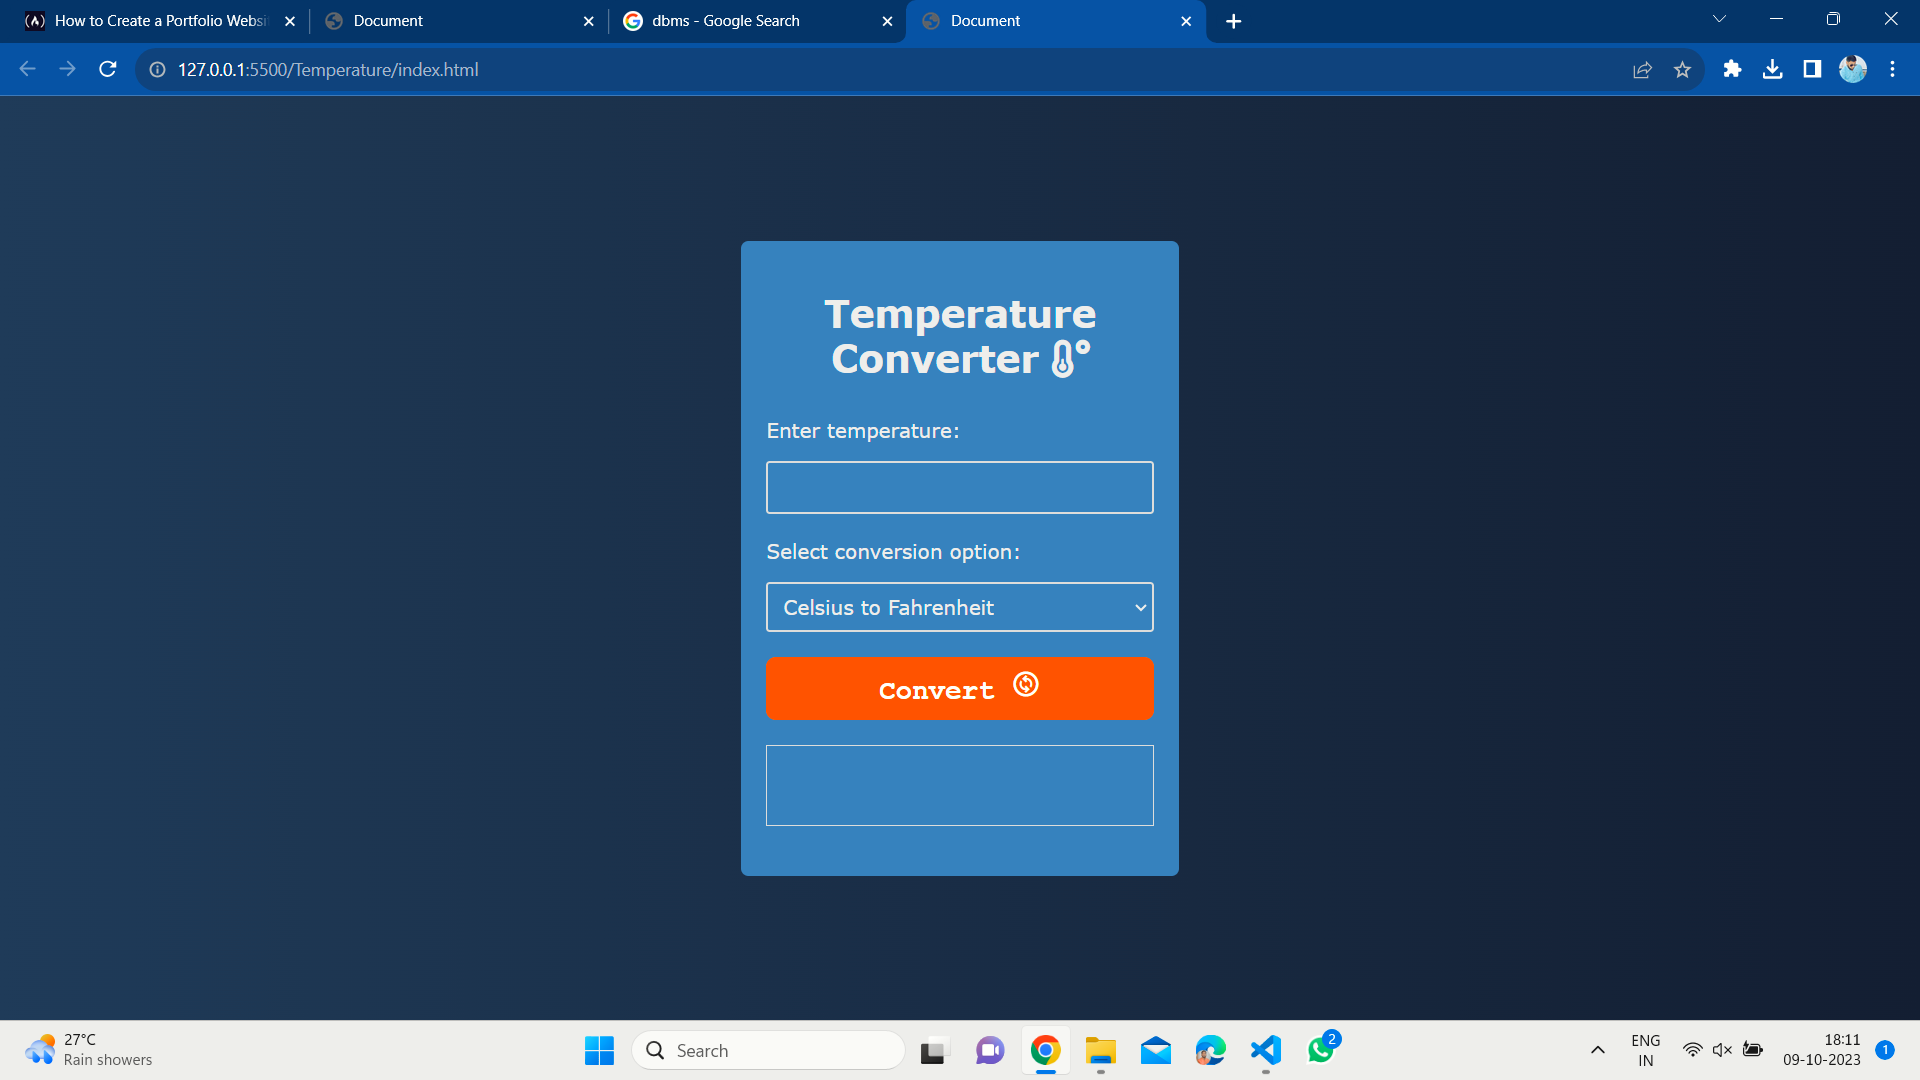 How to Create a Portfolio Websi
Document
dbms - Google Search
Document
127.0.0.1:5500/Temperature/index.html
Temperature
Converter
Enter temperature:
Select conversion option:
Celsius to Fahrenheit
Convert
27°C
Rain showers
Search
2
ENG
IN
18:11
09-10-2023
1